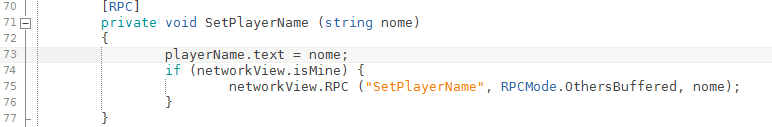 70 [RPC]
71 private void SetPlayerName (string nome)
72 {
73 playerName.text = nome;
74 if (networkView.isMine) {
75 networkView.RPC ("SetPlayerName", RPCMode.OthersBuffered, nome);
76 }
77 }